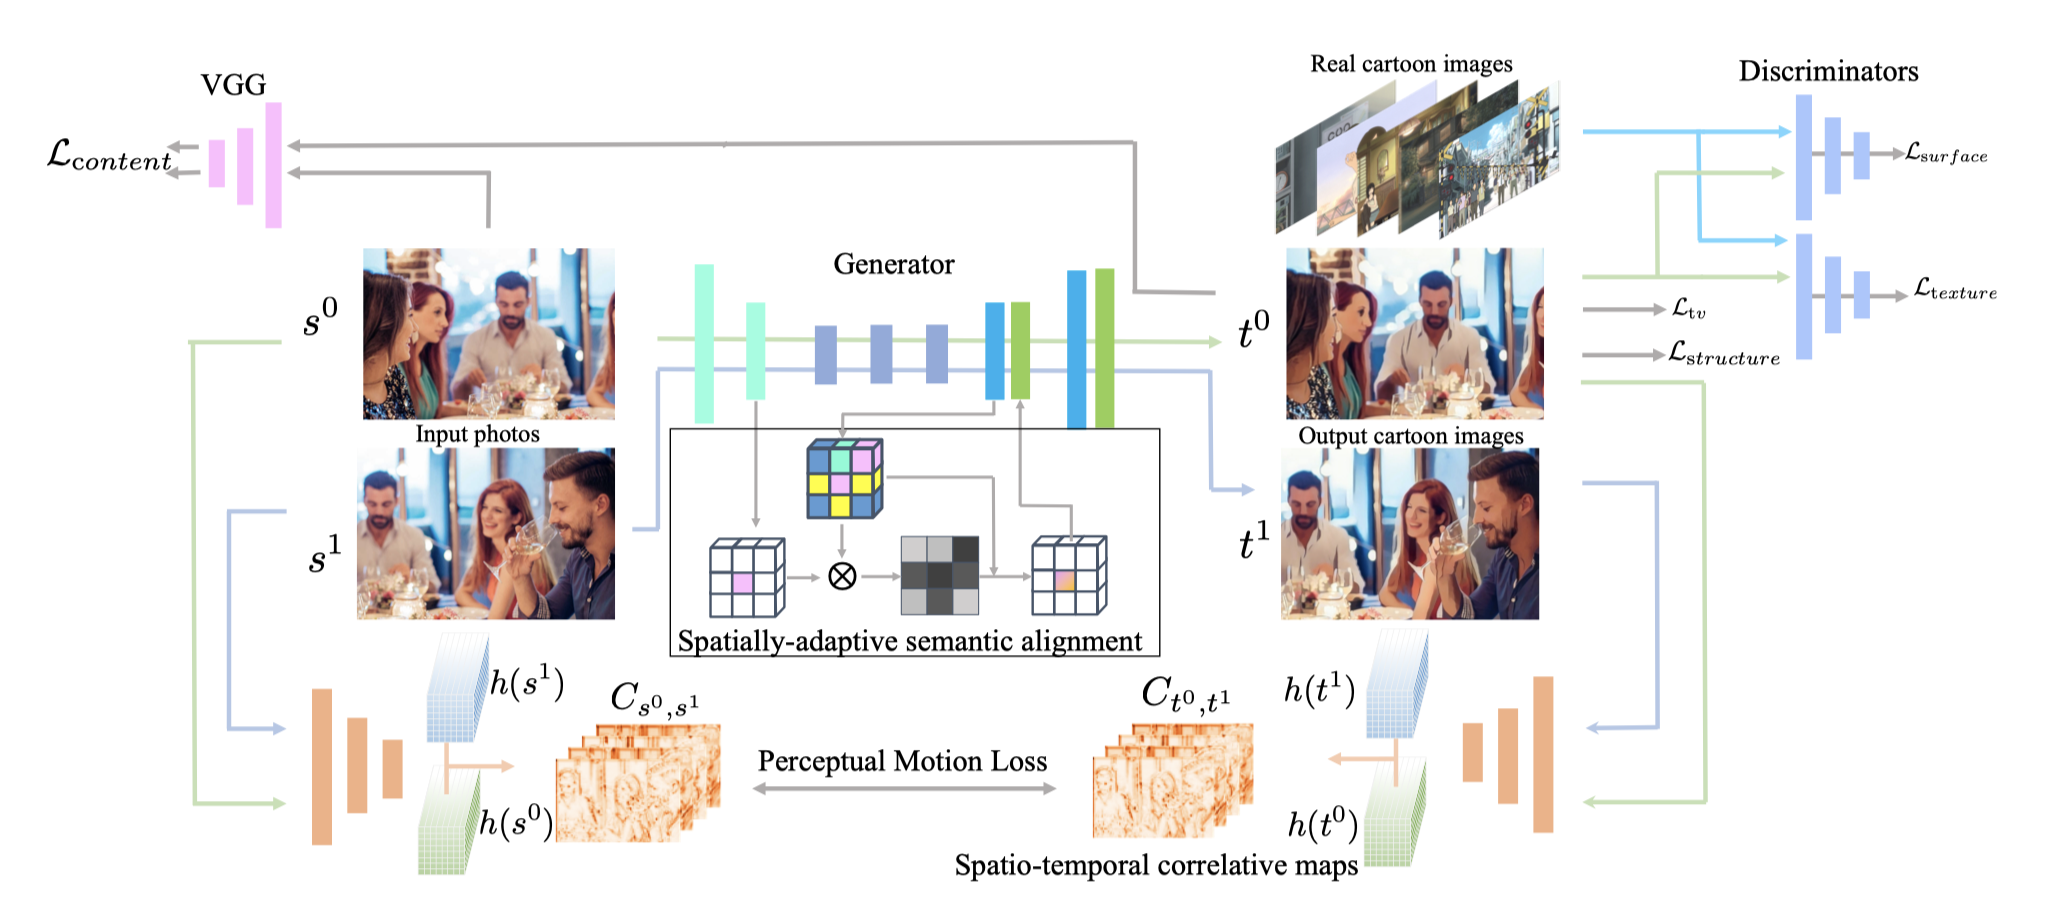 Real cartoon images
Discriminators
VGG
$\mathcal{L}_{content}$
$\mathcal{L}_{surface}$
Generator
$s^0$
$t^0$
$\mathcal{L}_{texture}$
$\mathcal{L}_{tv}$
$\mathcal{L}_{structure}$
Input photos
Output cartoon images
$s^1$
$t^1$
Spatially-adaptive semantic alignment
$h(s^1)$
$C_{s^0,s^1}$
$C_{t^0,t^1}$
$h(t^1)$
Perceptual Motion Loss
$h(s^0)$
$h(t^0)$
Spatio-temporal correlative maps